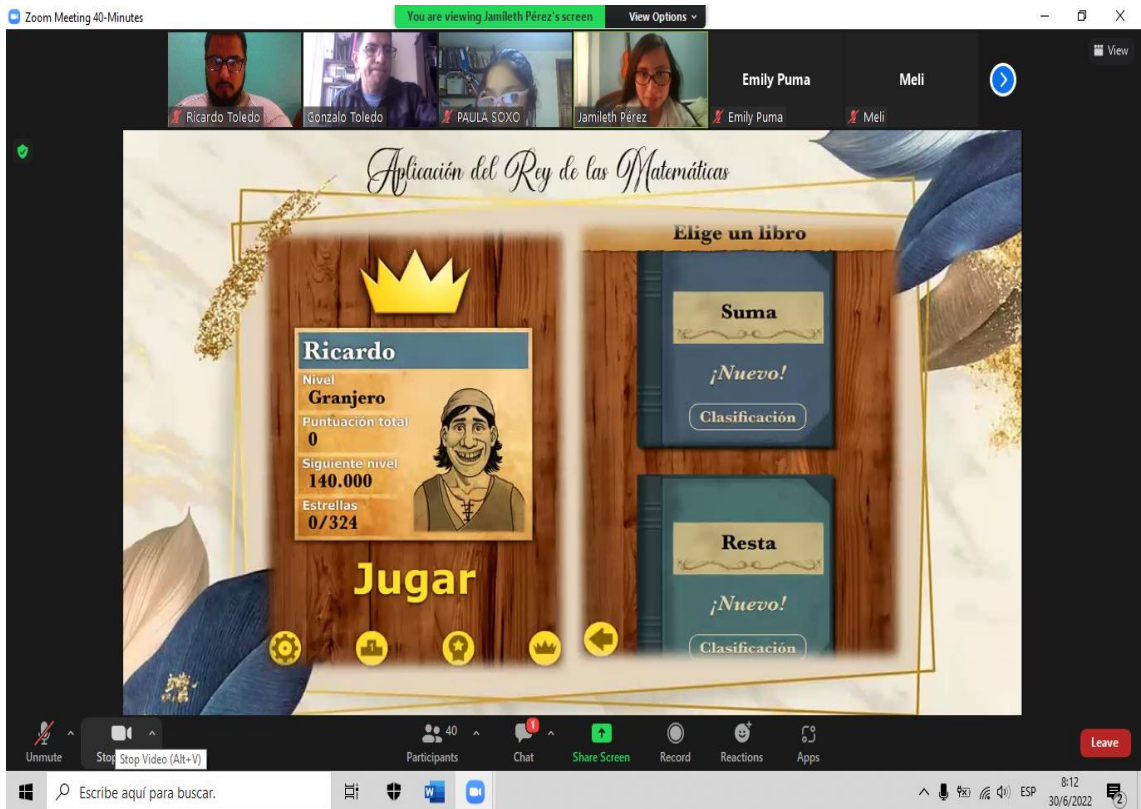 Zoom Meeting 40-Minutes
You are viewing Jamileth Pérez's screen
View Options
View
Emily Puma
Meli
Ricardo Toledo
Gonzalo Toledo
PAULA SOXO
Jamileth Pérez
Emily Puma
Meli
Aplicación del Rey de las Matemáticas
Ricardo
Nivel
Granjero
Puntuación total
0
Siguiente nivel
140.000
Estrellas
0/324
Jugar
1
Elige un libro
Suma
¡Nuevo!
Clasificación
Resta
¡Nuevo!
Clasificación
Unmute
Stop Video (Alt+V)
40
Participants
1
Chat
Share Screen
Record
Reactions
Apps
Leave
Escribe aquí para buscar.
W
ESP
8:12
30/6/2022
2